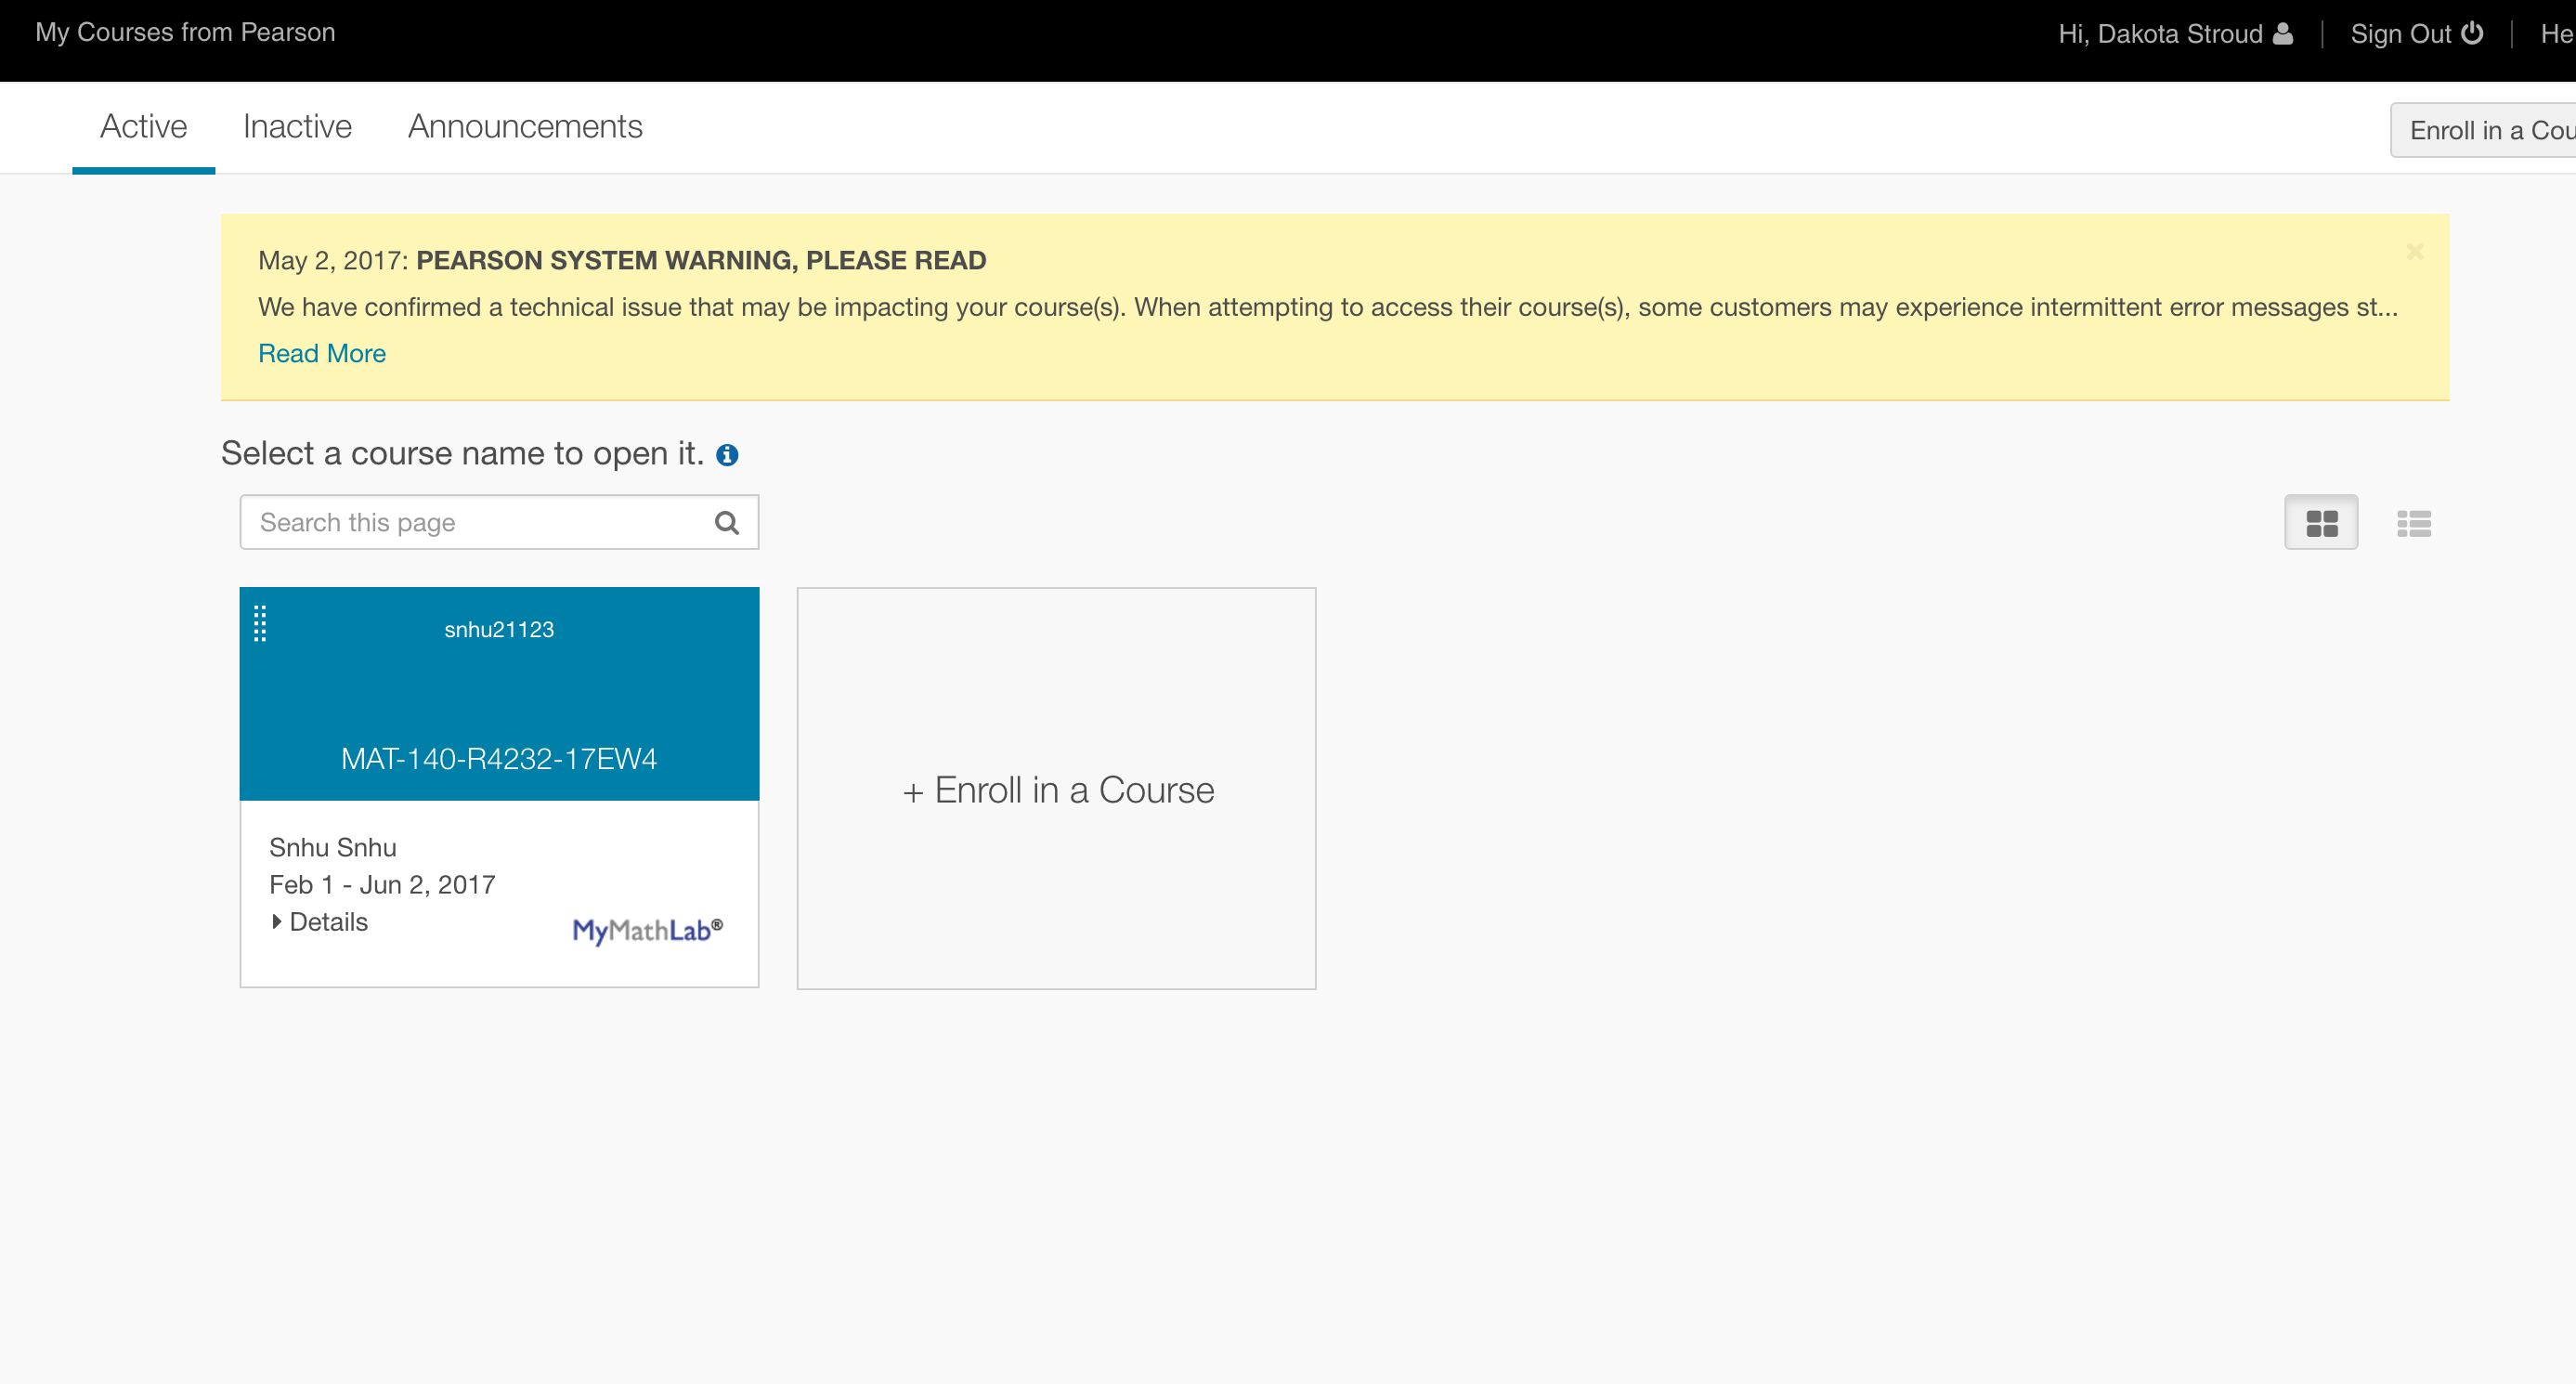 My Courses from Pearson
Hi, Dakota Stroud
Sign Out
He
Active
Inactive
Announcements
Enroll in a Cou
May 2, 2017: PEARSON SYSTEM WARNING, PLEASE READ
We have confirmed a technical issue that may be impacting your course(s). When attempting to access their course(s), some customers may experience intermittent error messages st...
Read More
Select a course name to open it.
Search this page
snhu21123
MAT-140-R4232-17EW4
+ Enroll in a Course
Snhu Snhu
Feb 1 - Jun 2, 2017
Details
MyMathLab®